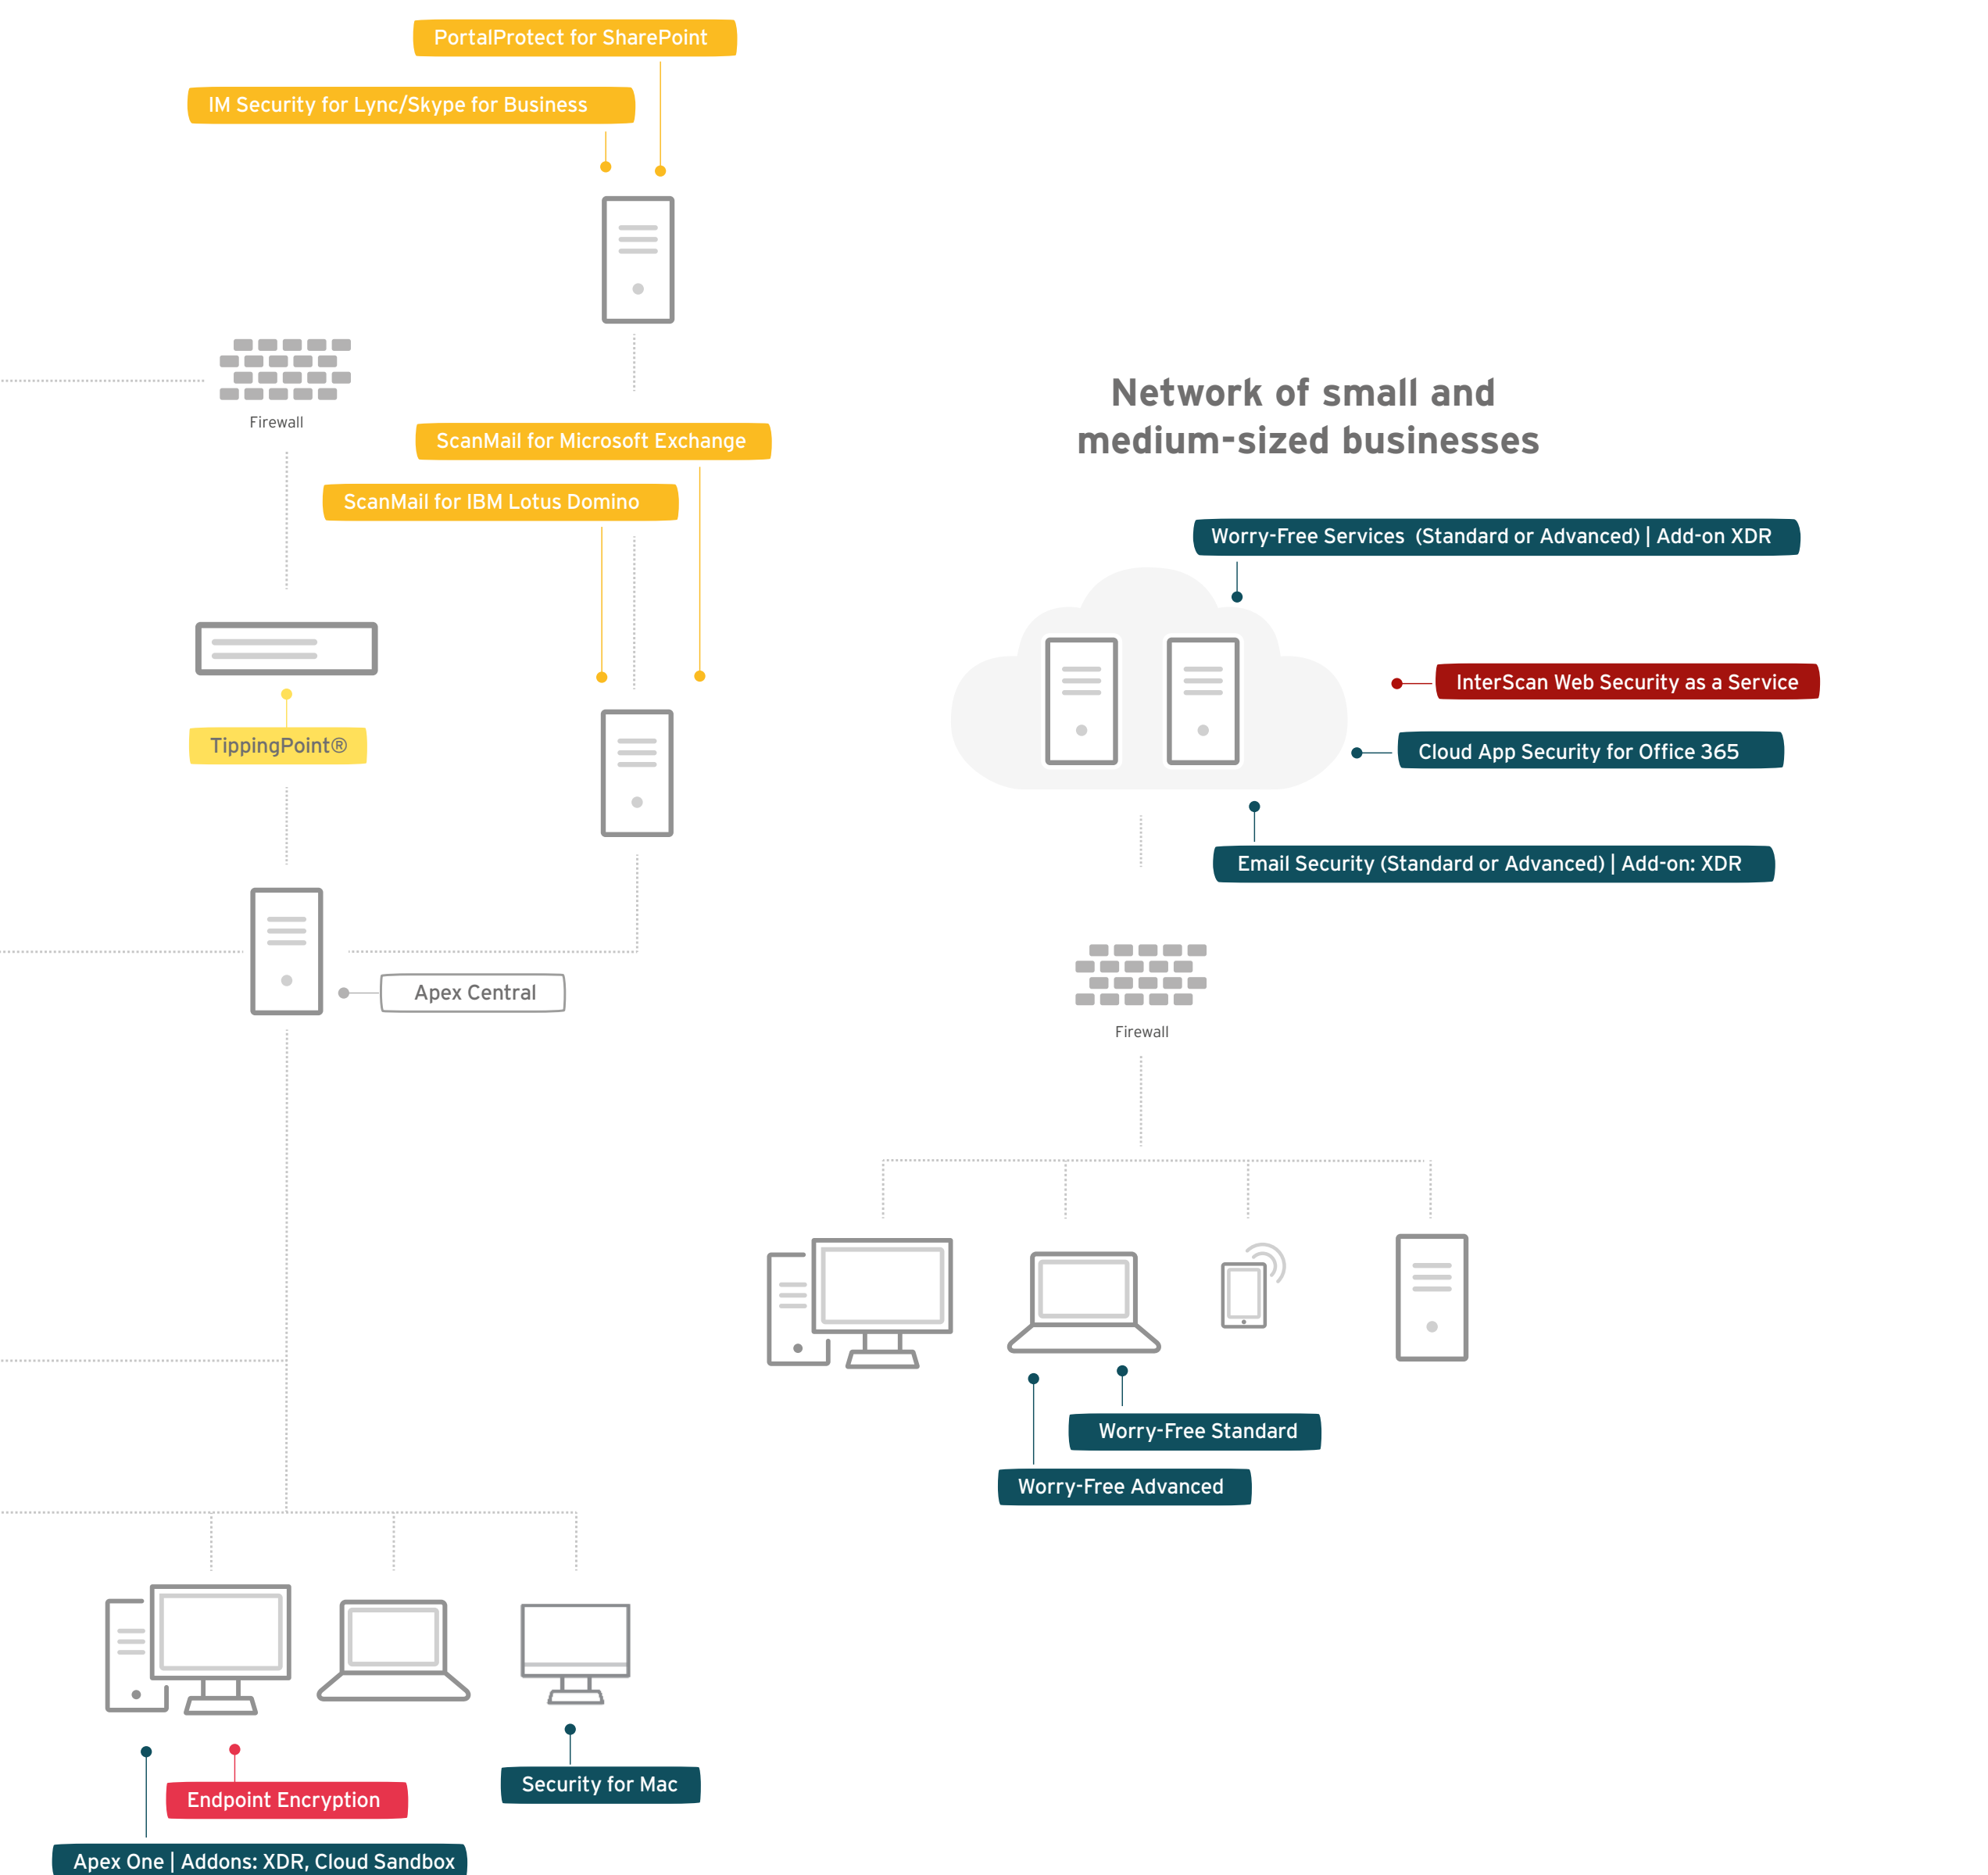 PortalProtect for SharePoint
IM Security for Lync/Skype for Business
Firewall
ScanMail for Microsoft Exchange
ScanMail for IBM Lotus Domino
TippingPoint®
Apex Central
Endpoint Encryption
Security for Mac
Apex One | Addons: XDR, Cloud Sandbox
Network of small and
medium-sized businesses
Worry-Free Services (Standard or Advanced) | Add-on XDR
InterScan Web Security as a Service
Cloud App Security for Office 365
Email Security (Standard or Advanced) | Add-on: XDR
Firewall
Worry-Free Standard
Worry-Free Advanced